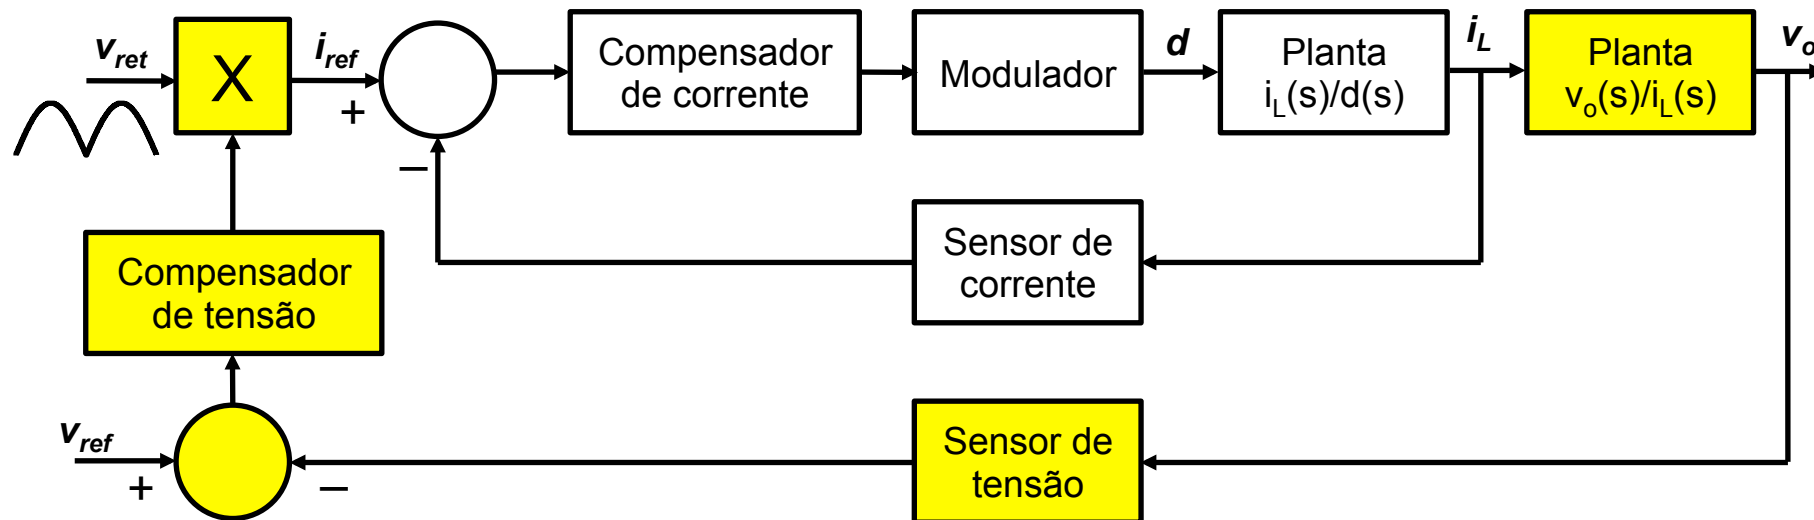 v_ret
X
i_ref
+
–
Compensador
de corrente
Modulador
d
Planta
i_L(s)/d(s)
i_L
Planta
v_o(s)/i_L(s)
v_o
Sensor de
corrente
Compensador
de tensão
v_ref
+
–
Sensor de
tensão